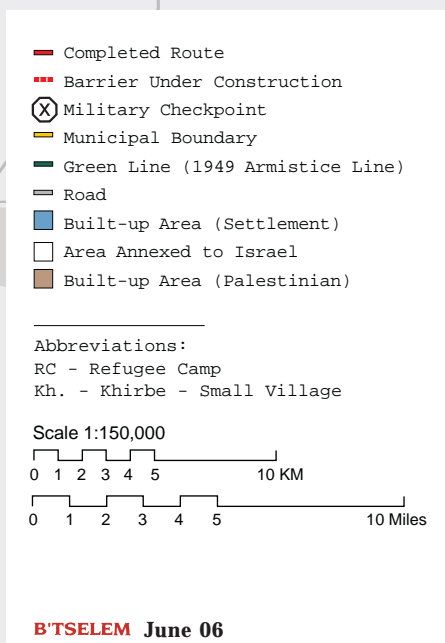 Completed Route
Barrier Under Construction
X Military Checkpoint
Municipal Boundary
Green Line (1949 Armistice Line)
Road
Built-up Area (Settlement)
Area Annexed to Israel
Built-up Area (Palestinian)
Abbreviations:
RC - Refugee Camp
Kh. - Khirbe - Small Village
Scale 1:150,000
0 1 2 3 4 5 10 KM
0 1 2 3 4 5 10 Miles
B'TSELEM June 06